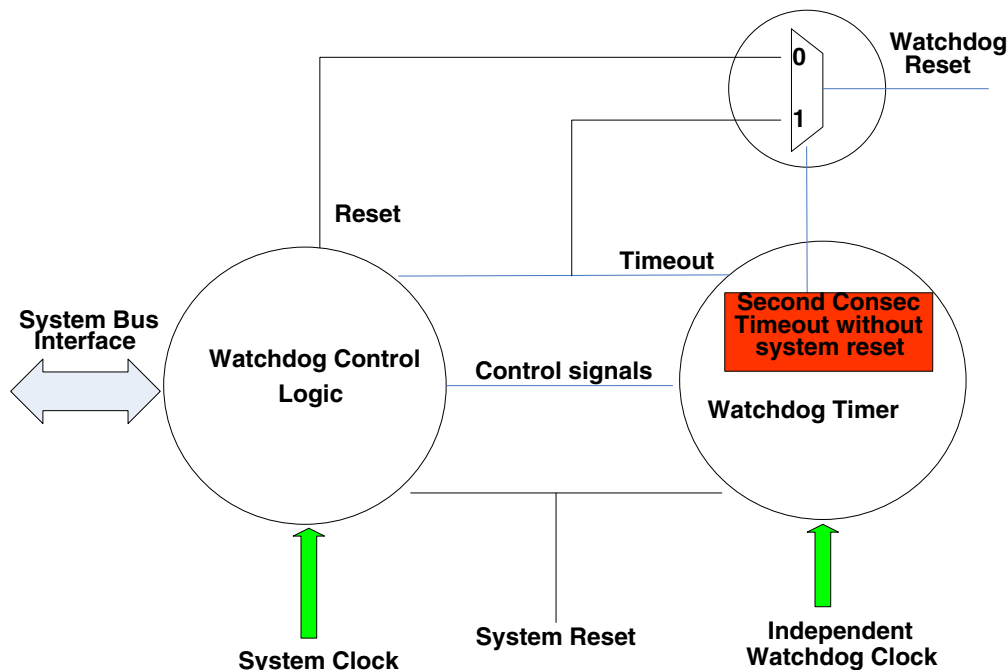 Watchdog
Reset
0
1
Reset
Timeout
System Bus
Interface
Second Consec
Timeout without
system reset
Watchdog Control
Logic
Control signals
Watchdog Timer
System Clock
System Reset
Independent
Watchdog Clock